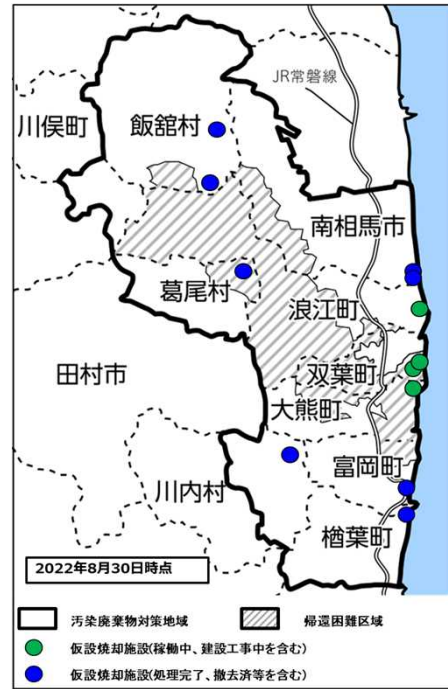 JR常磐線
川俣町
飯舘村
南相馬市
葛尾村
浪江町
田村市
双葉町
大熊町
富岡町
川内村
楢葉町
2022年8月30日時点
汚染廃棄物対策地域
帰還困難区域
仮設焼却施設(稼働中、建設工事中を含む)
仮設焼却施設(処理完了、撤去済等を含む)